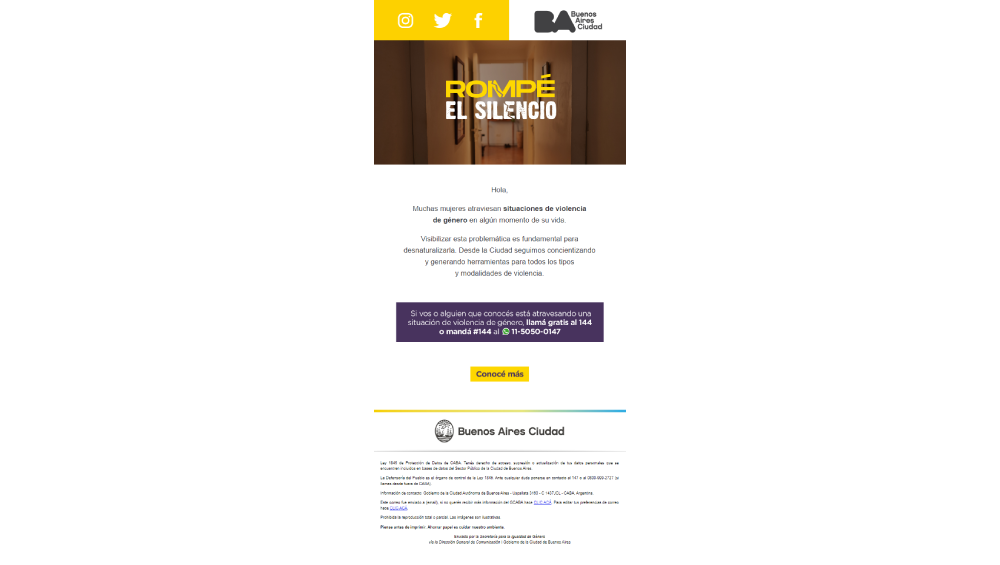 Buenos
Aires
Ciudad
ROMPÉ
EL SILENCIO
Hola,
Muchas mujeres atraviesan situaciones de violencia
de género en algún momento de su vida.
Visibilizar esta problemática es fundamental para
desnaturalizarla. Desde la Ciudad seguimos concientizando
y generando herramientas para todos los tipos
y modalidades de violencia.
Si vos o alguien que conocés está atravesando una
situación de violencia de género, llamá gratis al 144
o mandá #144 al 11-5050-0147
Conocé más
Buenos Aires Ciudad
Ley 1845 de Protección de Datos de CABA: Tenés derecho de acceso, supresión o actualización de tus datos personales que se
encuentren incluidos en bases de datos del Sector Público de la Ciudad de Buenos Aires.
La Defensoría del Pueblo es el órgano de control de la Ley 1845. Ante cualquier duda ponerse en contacto al 147 o al 0800-999-2727 (si
llamás desde fuera de CABA).
Información de contacto: Gobierno de la Ciudad Autónoma de Buenos Aires - Uspallata 3160 - C 1437JCL - CABA, Argentina
Este correo fue enviado a {email}, si no querés recibir más información del GCABA hacé CLIC ACÁ. Para editar tus preferencias de correo
hacé CLIC ACÁ.
Prohibida la reproducción total o parcial. Las imágenes son ilustrativas.
Piense antes de imprimir. Ahorrar papel es cuidar nuestro ambiente.
Enviado por la Secretaría para la Igualdad de Género
vía la Dirección General de Comunicación | Gobierno de la Ciudad de Buenos Aires